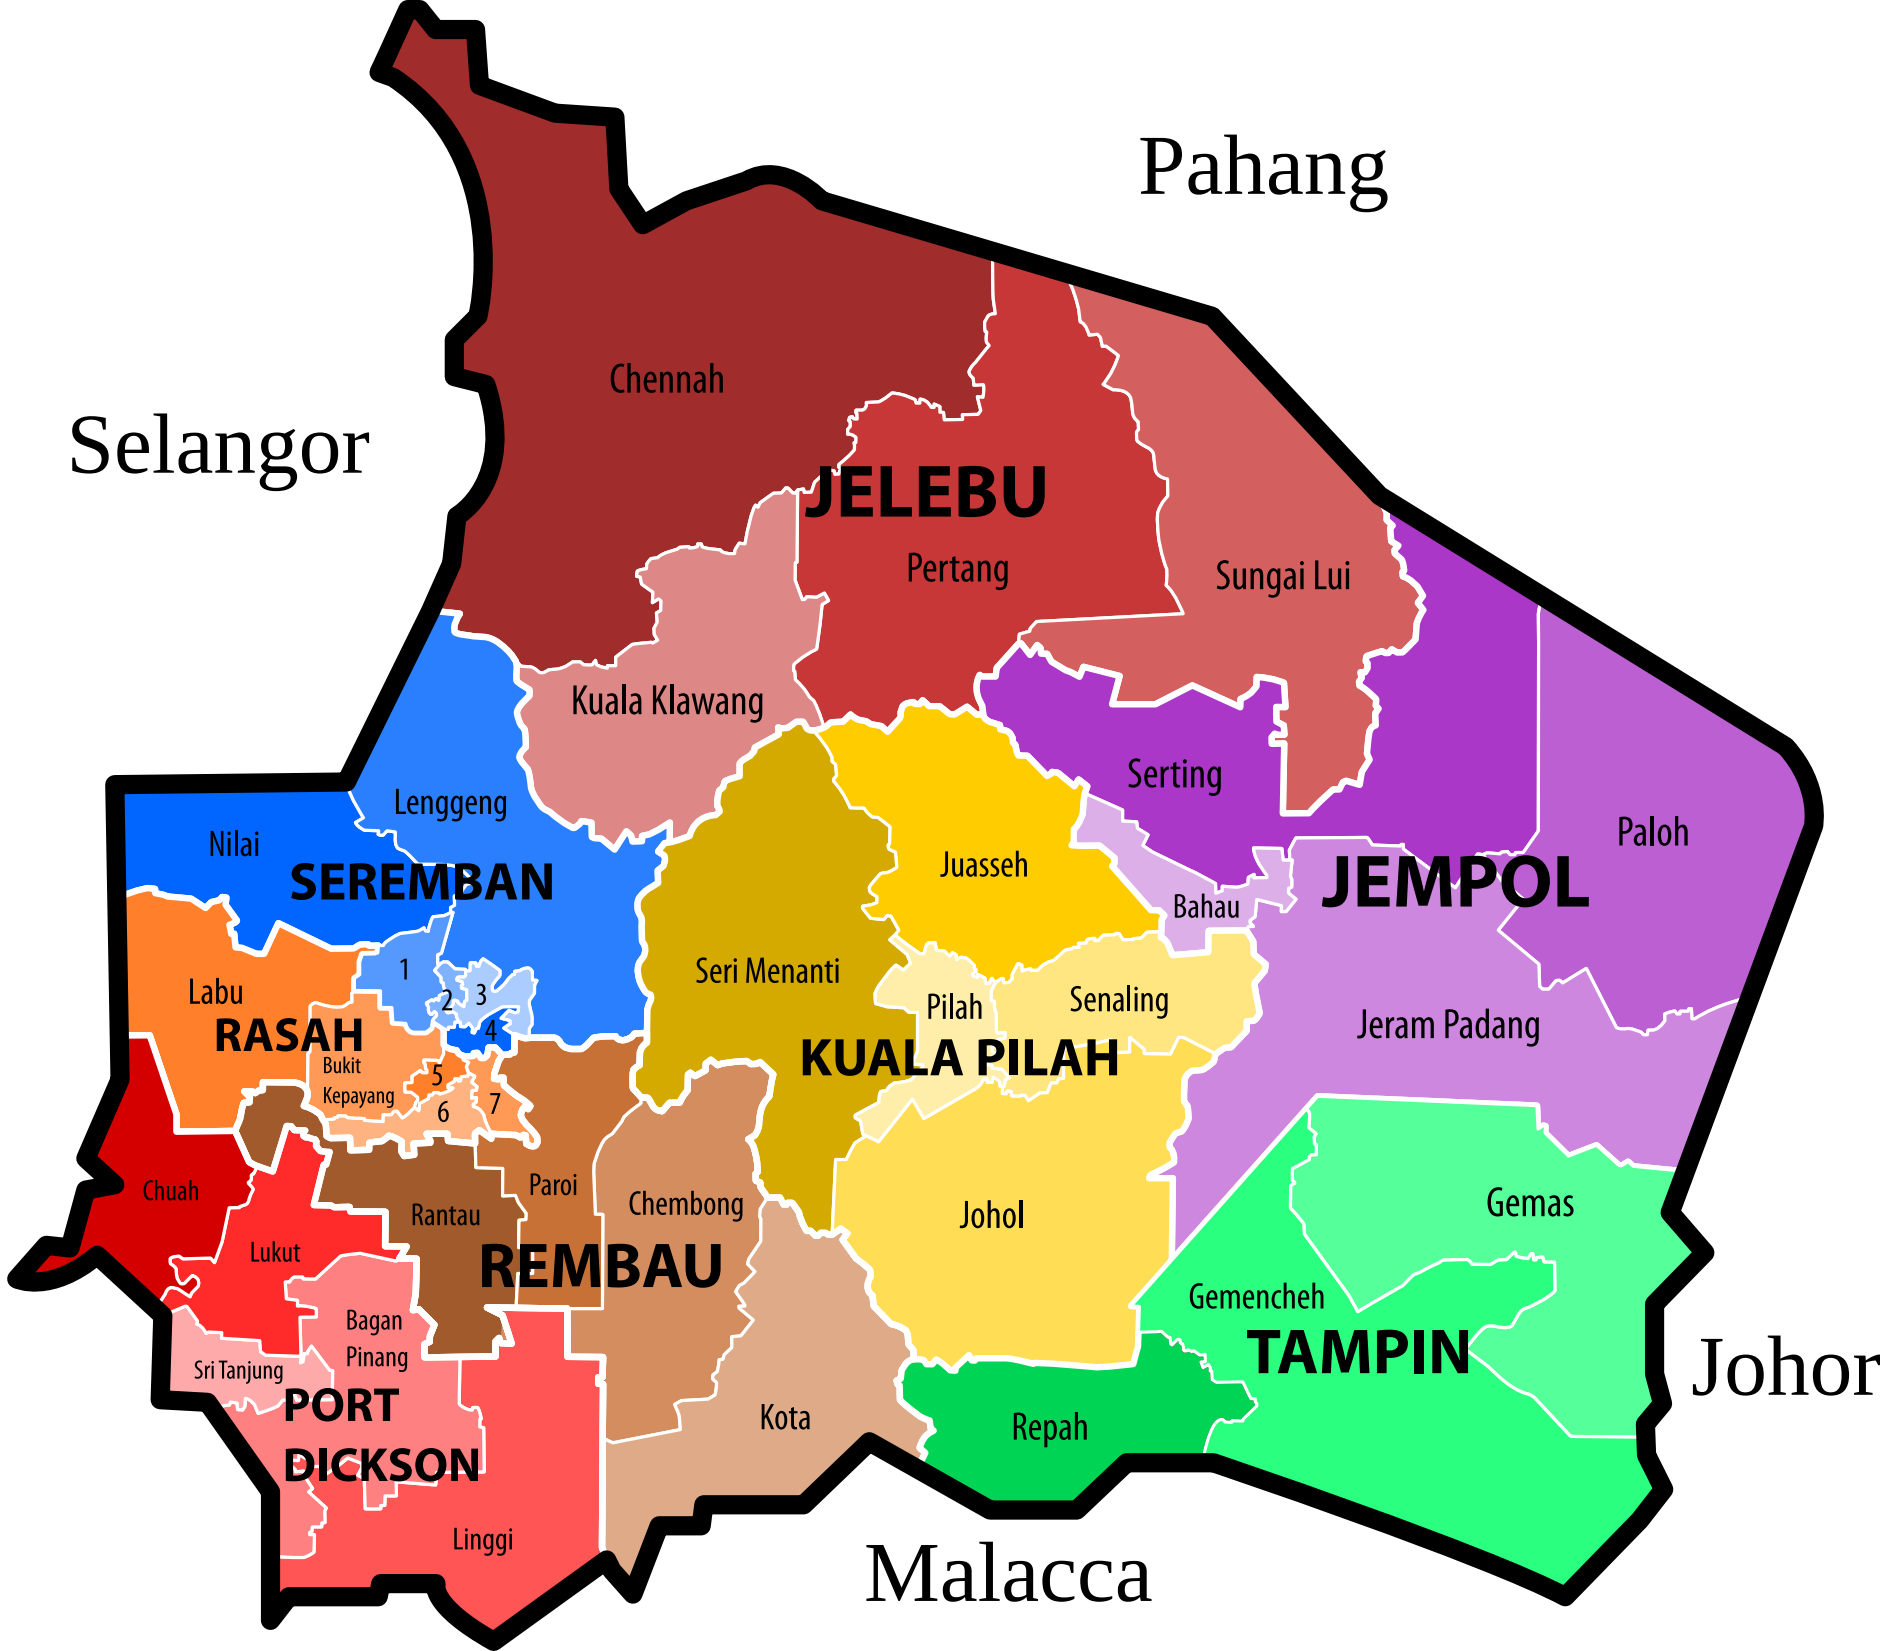 Pahang
Selangor
Chennah
JELEBU
Pertang
Sungai Lui
Kuala Klawang
Serting
Lenggeng
Nilai
SEREMBAN
Paloh
Juasseh
JEMPOL
Bahau
1
2
3
4
Labu
RASAH
Seri Menanti
Pilah
Senaling
Jeram Padang
KUALA PILAH
Bukit
Kepayang
5
6
7
Chuah
Paroi
Rantau
Chembong
Johol
Gemas
Lukut
REMBAU
Gemencheh
TAMPIN
Bagan
Pinang
Sri Tanjung
PORT
DICKSON
Kota
Repah
Johor
Linggi
Malacca